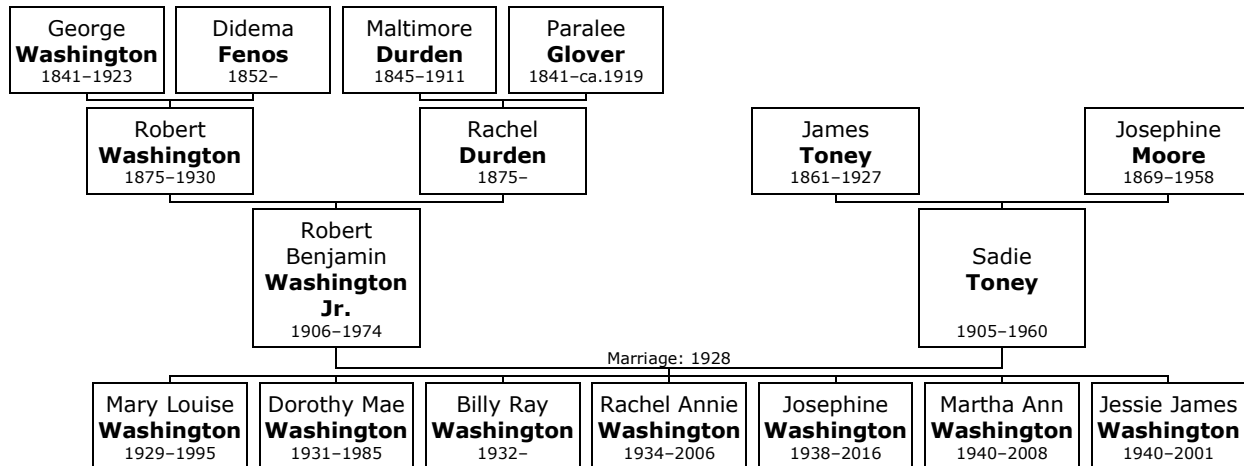 George
Washington
1841–1923
Didema
Fenos
1852–
Maltimore
Durden
1845–1911
Paralee
Glover
1841–ca.1919
Robert
Washington
1875–1930
Rachel
Durden
1875–
James
Toney
1861–1927
Josephine
Moore
1869–1958
Robert
Benjamin
Washington
Jr.
1906–1974
Sadie
Toney
1905–1960
Marriage: 1928
Mary Louise
Washington
1929–1995
Dorothy Mae
Washington
1931–1985
Billy Ray
Washington
1932–
Rachel Annie
Washington
1934–2006
Josephine
Washington
1938–2016
Martha Ann
Washington
1940–2008
Jessie James
Washington
1940–2001